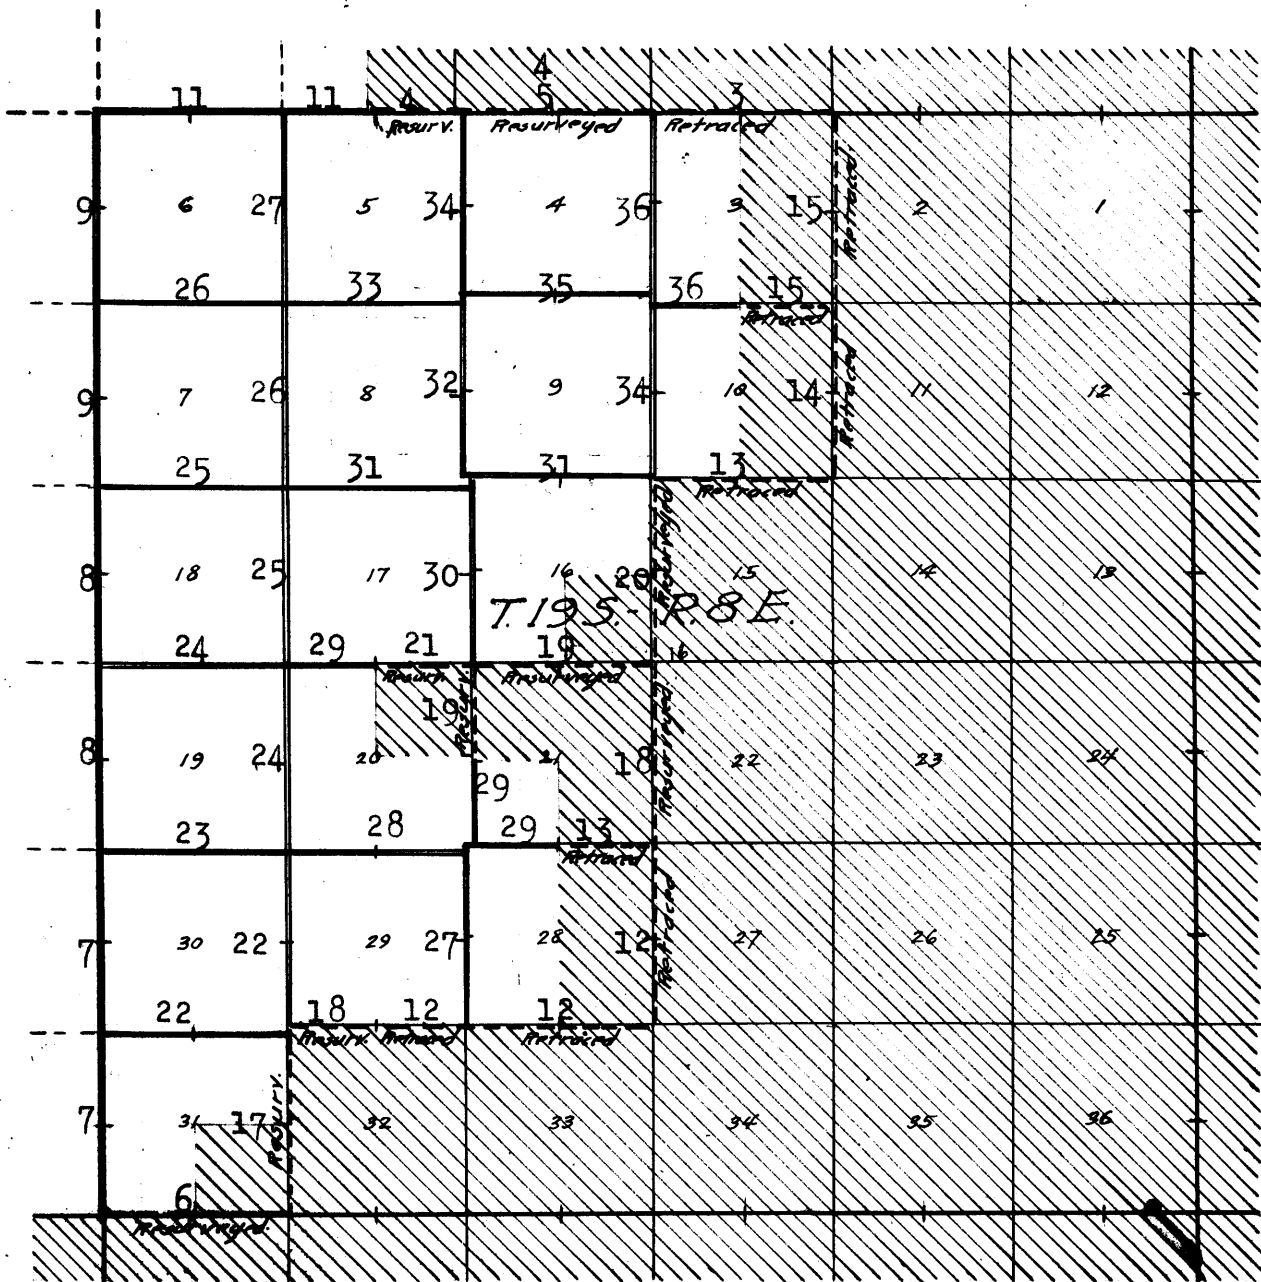 4
11 11 4 5 3
Resurv. Resurveyed Retraced
9 6 27 5 34 4 36 3 15 Retraced. 2 1
26 33 35 36 15
Retraced
9 7 26 8 32 9 34 10 14 Retraced 11 12
25 31 31 13
Retraced
Resurveyed
8 18 25 17 30 16 20 15 14 13
T.19S.- R.8E.
24 29 21 19 16
Resurv. Resurveyed
19 Resurv.
8 19 24 20 21 18 Resurveyed. 22 23 24
29
23 28 29 13
Retraced
7 30 22 29 27 28 12 Retraced 27 26 25
22 18 12 12
Resurv. Retraced Retraced
7 31 17 Resurv. 32 33 34 35 36
6
Resurveyed.